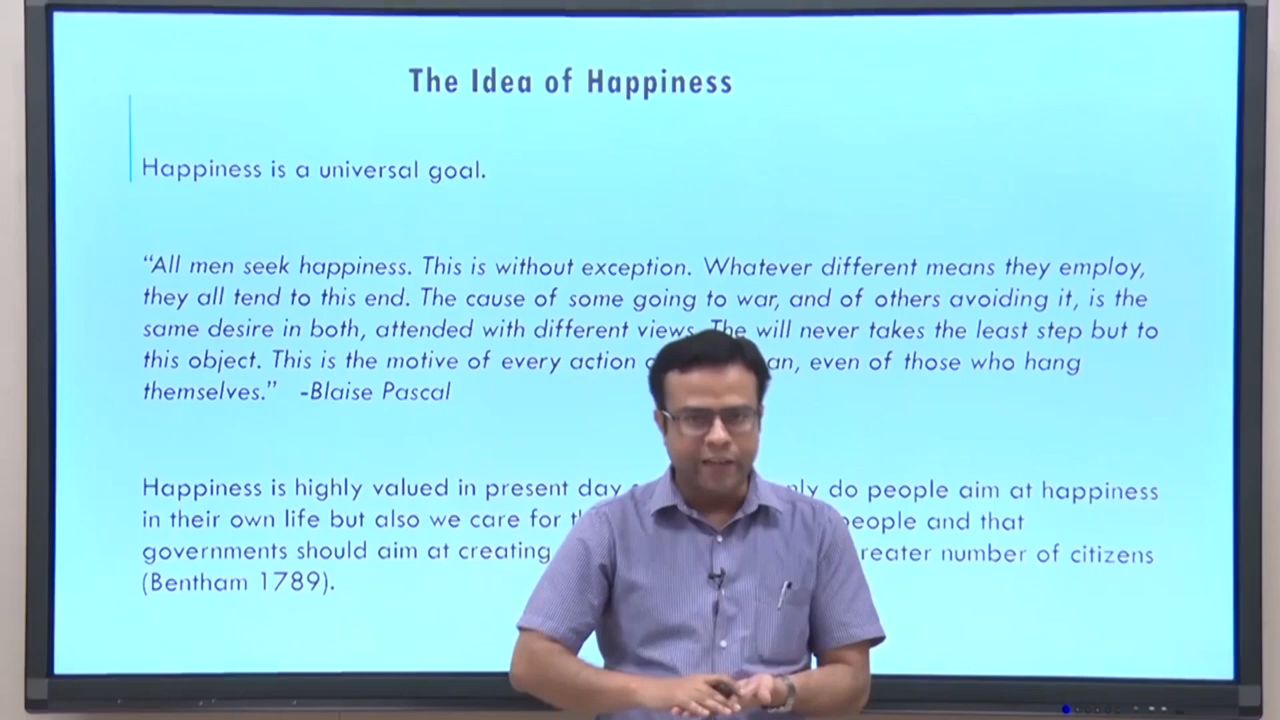 The Idea of Happiness
Happiness is a universal goal.
“All men seek happiness. This is without exception. Whatever different means they employ,
they all tend to this end. The cause of some going to war, and of others avoiding it, is the
same desire in both, attended with different views. The will never takes the least step but to
this object. This is the motive of every action an, even of those who hang
themselves.” -Blaise Pascal
Happiness is highly valued in present day nly do people aim at happiness
in their own life but also we care for people and that
governments should aim at creating reater number of citizens
(Bentham 1789).